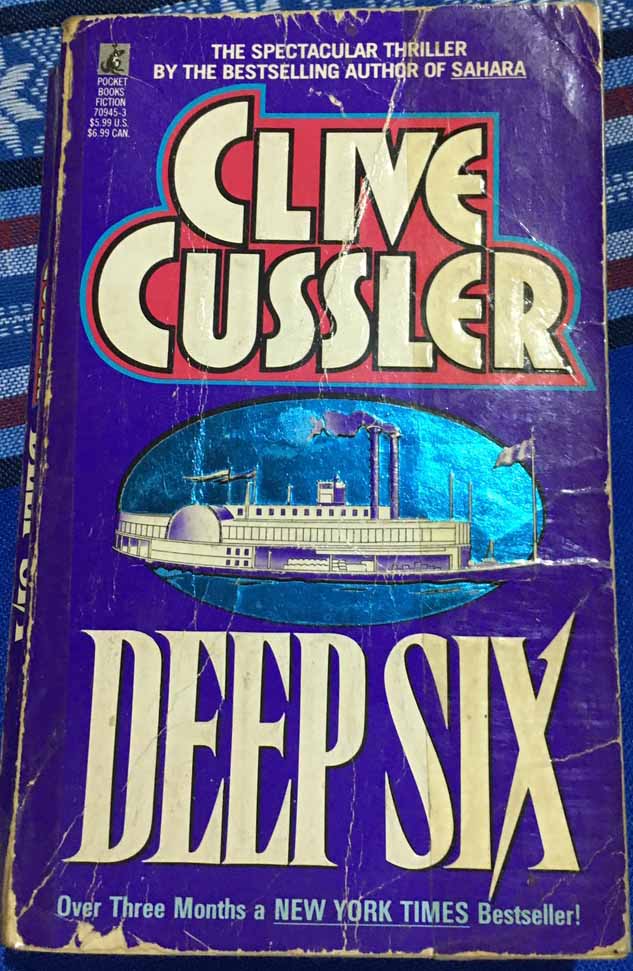 THE SPECTACULAR THRILLER
BY THE BESTSELLING AUTHOR OF SAHARA
POCKET
BOOKS
FICTION
70945-3
$5.99 U.S.
$6.99 CAN.
CLIVE
CUSSLER
DEEP SIX
Over Three Months a NEW YORK TIMES Bestseller!